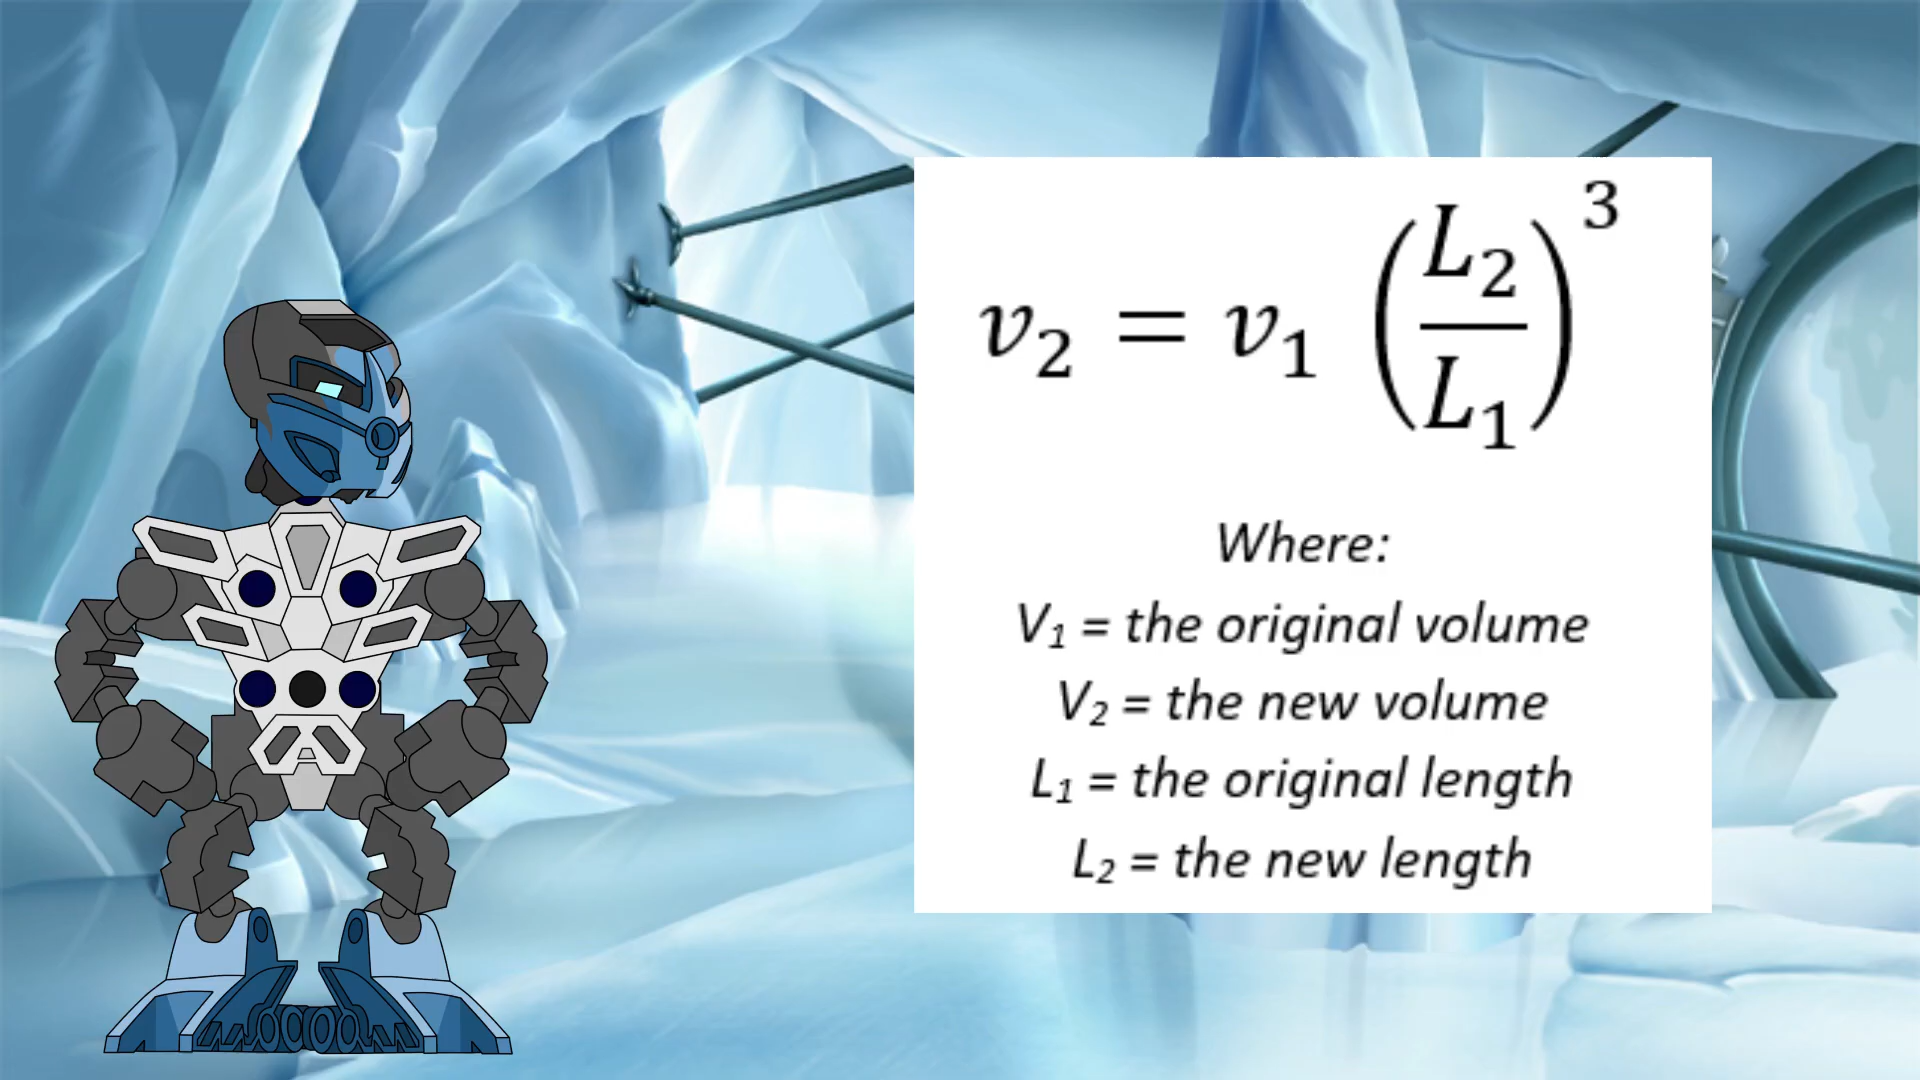 v₂ = v₁ (L₂/L₁)³
Where:
V₁ = the original volume
V₂ = the new volume
L₁ = the original length
L₂ = the new length